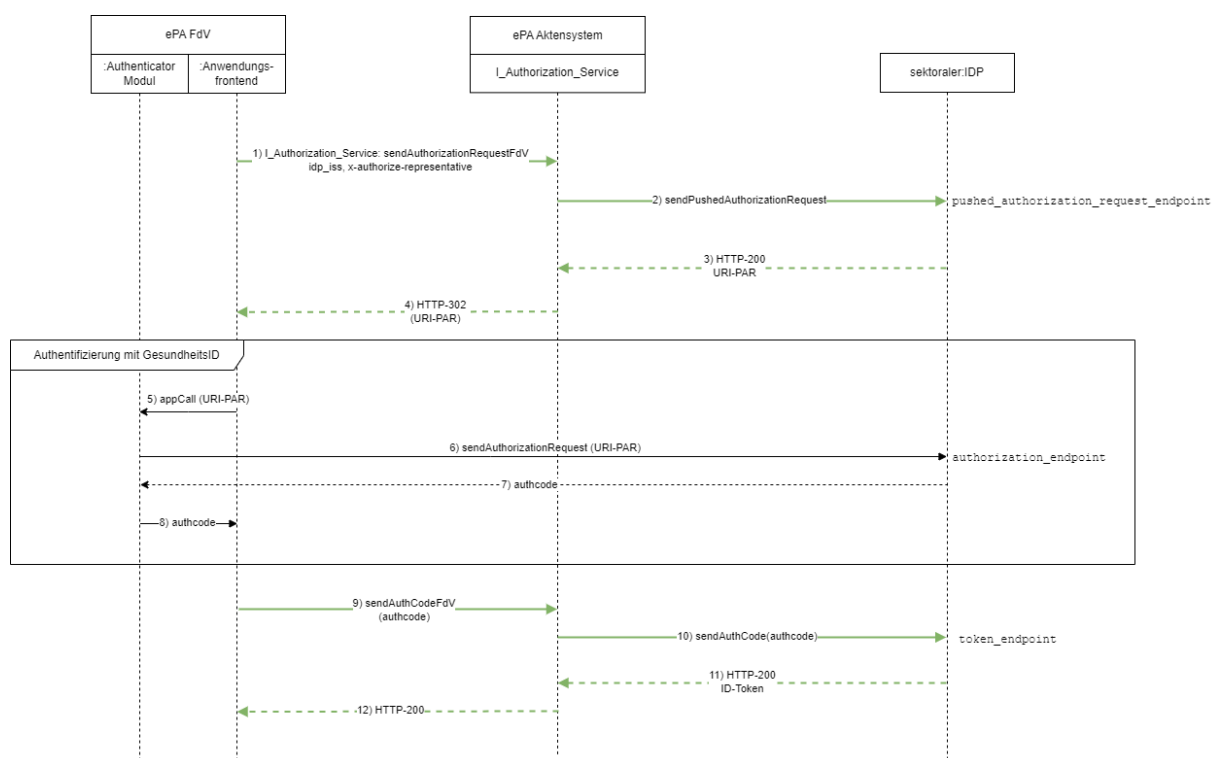 ePA FdV
:Authenticator
Modul
:Anwendungs-
frontend
ePA Aktensystem
I_Authorization_Service
sektoraler:IDP
1) I_Authorization_Service: sendAuthorizationRequestFdV
idp_iss, x-authorize-representative
2) sendPushedAuthorizationRequest
pushed_authorization_request_endpoint
3) HTTP-200
URI-PAR
4) HTTP-302
(URI-PAR)
Authentifizierung mit GesundheitsID
5) appCall (URI-PAR)
6) sendAuthorizationRequest (URI-PAR)
authorization_endpoint
7) authcode
8) authcode
9) sendAuthCodeFdV
(authcode)
10) sendAuthCode(authcode)
token_endpoint
11) HTTP-200
ID-Token
12) HTTP-200